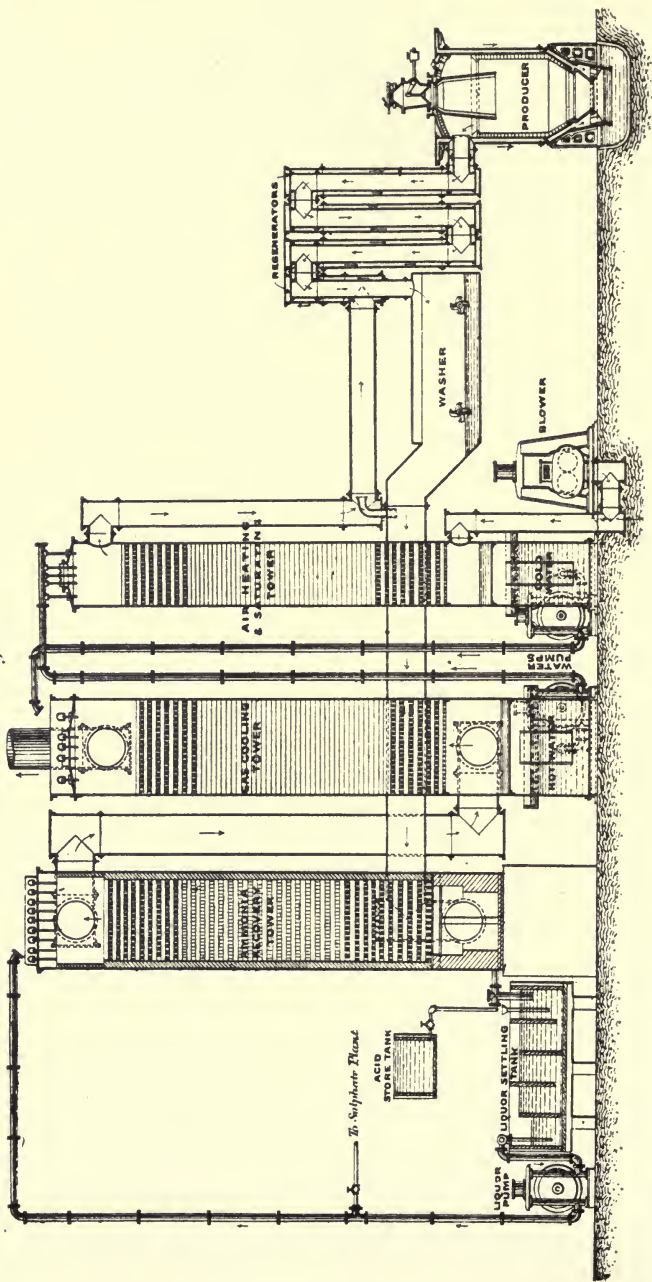 PRODUCER
REGENERATORS
WASHER
BLOWER
AIR HEATING
& SATURATING
TOWER
COLD
WATER
WATER
PUMPS
GAS COOLING
TOWER
HOT WATER
AMMONIA
RECOVERY
TOWER
ACID
STORE TANK
To Sulphate Plant
LIQUOR SETTLING
TANK
LIQUOR
PUMP